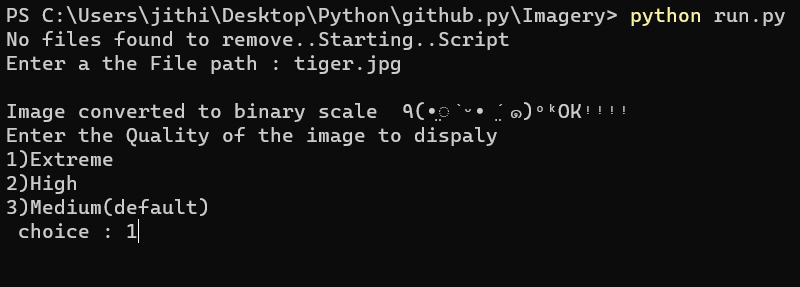 PS C:\Users\jithi\Desktop\Python\github.py\Imagery> python run.py
No files found to remove..Starting..Script
Enter a the File path : tiger.jpg
Image converted to binary scale  ٩(•̤̀ᵕ•̤́๑)ᵒᵏOKᵎᵎᵎᵎ
Enter the Quality of the image to dispaly
1)Extreme
2)High
3)Medium(default)
 choice : 1